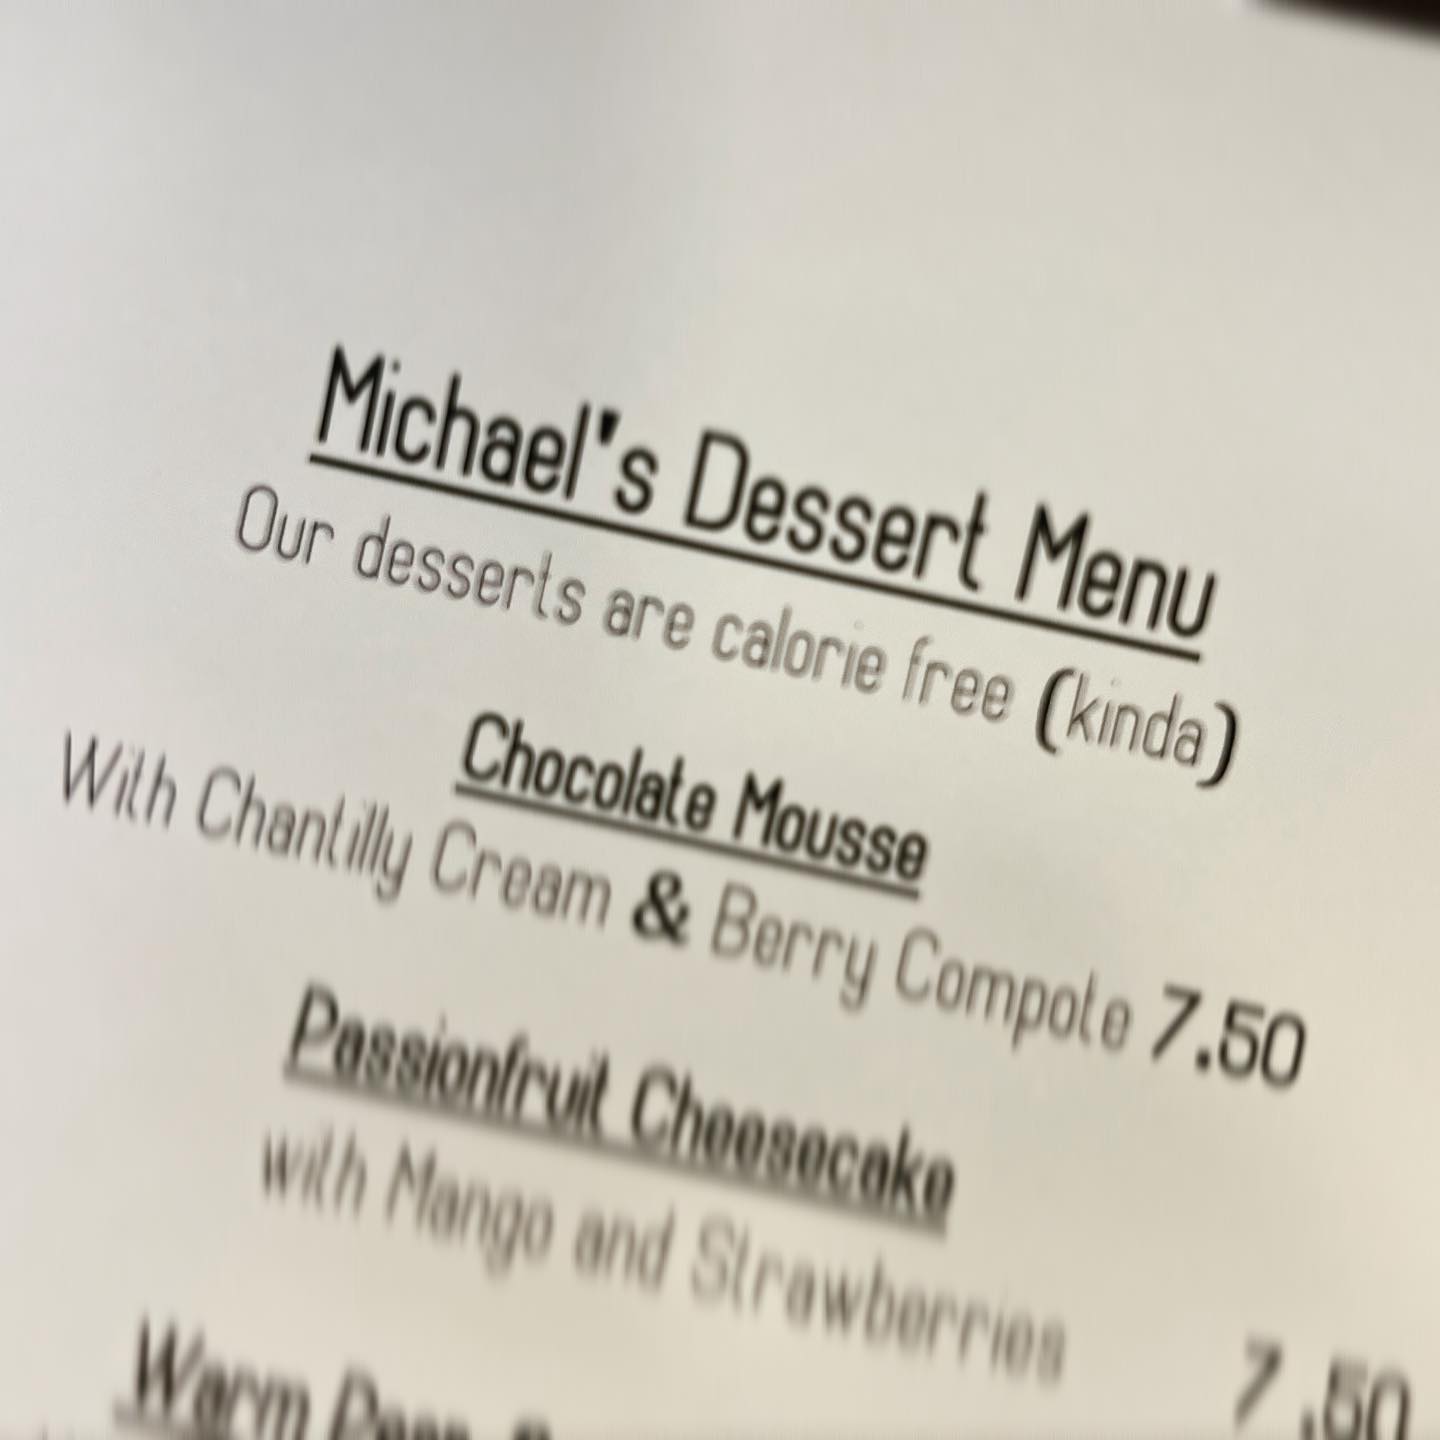 Michael's Dessert Menu
Our desserts are calorie free (kinda)
Chocolate Mousse
With Chantilly Cream & Berry Compote 7.50
Passionfruit Cheesecake
with Mango and Strawberries 7 .50
Warm